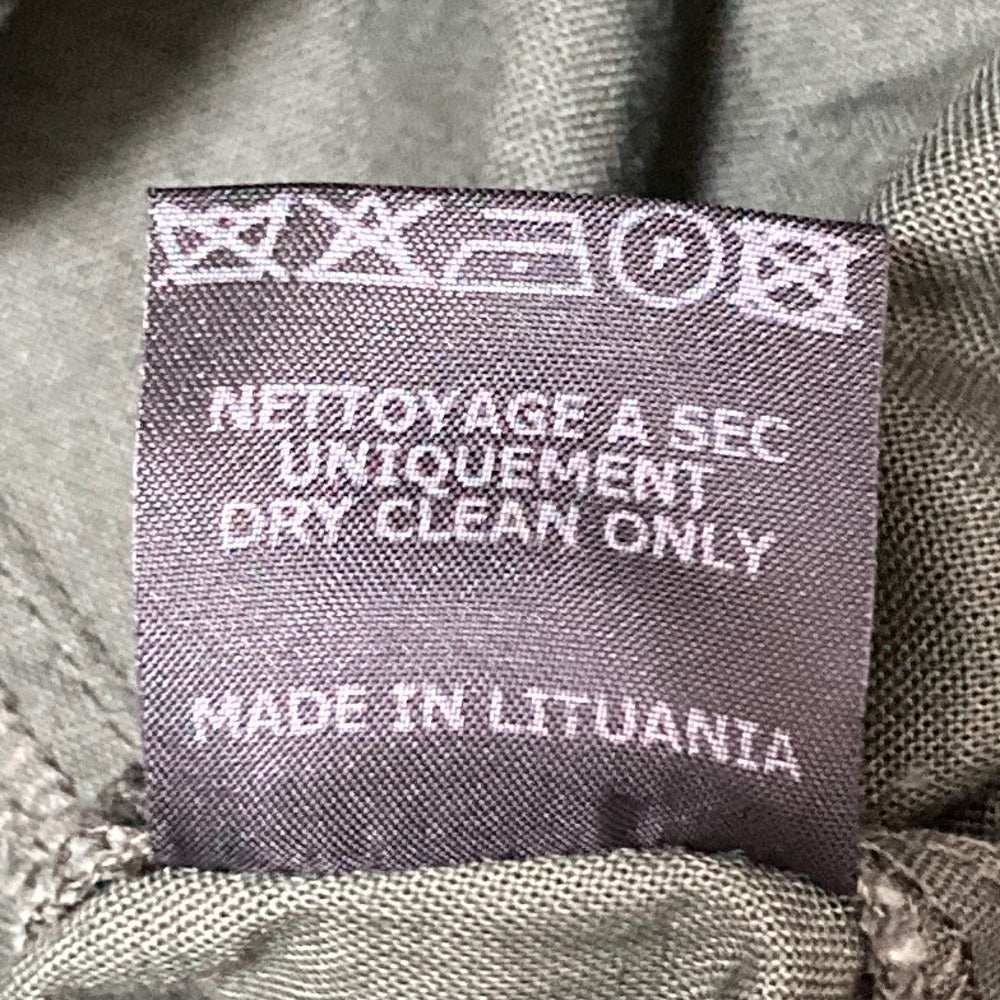 P
NETTOYAGE A SEC
UNIQUEMENT
DRY CLEAN ONLY
MADE IN LITUANIA